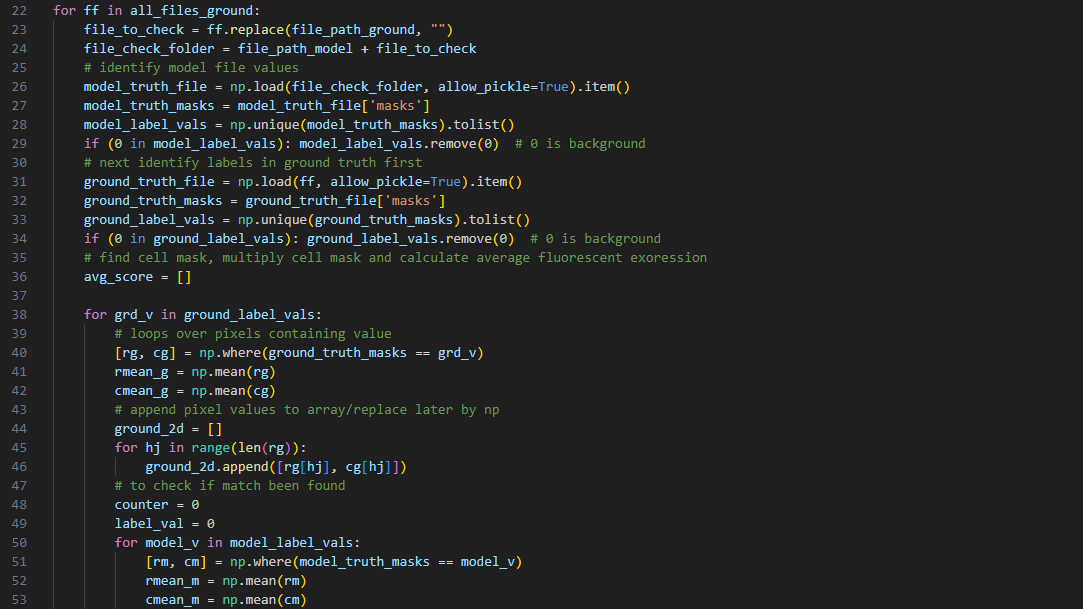 22 for ff in all_files_ground:
23 file_to_check = ff.replace(file_path_ground, "")
24 file_check_folder = file_path_model + file_to_check
25 # identify model file values
26 model_truth_file = np.load(file_check_folder, allow_pickle=True).item()
27 model_truth_masks = model_truth_file['masks']
28 model_label_vals = np.unique(model_truth_masks).tolist()
29 if (0 in model_label_vals): model_label_vals.remove(0)  # 0 is background
30 # next identify labels in ground truth first
31 ground_truth_file = np.load(ff, allow_pickle=True).item()
32 ground_truth_masks = ground_truth_file['masks']
33 ground_label_vals = np.unique(ground_truth_masks).tolist()
34 if (0 in ground_label_vals): ground_label_vals.remove(0)  # 0 is background
35 # find cell mask, multiply cell mask and calculate average fluorescent exoression
36 avg_score = []
37
38 for grd_v in ground_label_vals:
39 # loops over pixels containing value
40 [rg, cg] = np.where(ground_truth_masks == grd_v)
41 rmean_g = np.mean(rg)
42 cmean_g = np.mean(cg)
43 # append pixel values to array/replace later by np
44 ground_2d = []
45 for hj in range(len(rg)):
46 ground_2d.append([rg[hj], cg[hj]])
47 # to check if match been found
48 counter = 0
49 label_val = 0
50 for model_v in model_label_vals:
51 [rm, cm] = np.where(model_truth_masks == model_v)
52 rmean_m = np.mean(rm)
53 cmean_m = np.mean(cm)